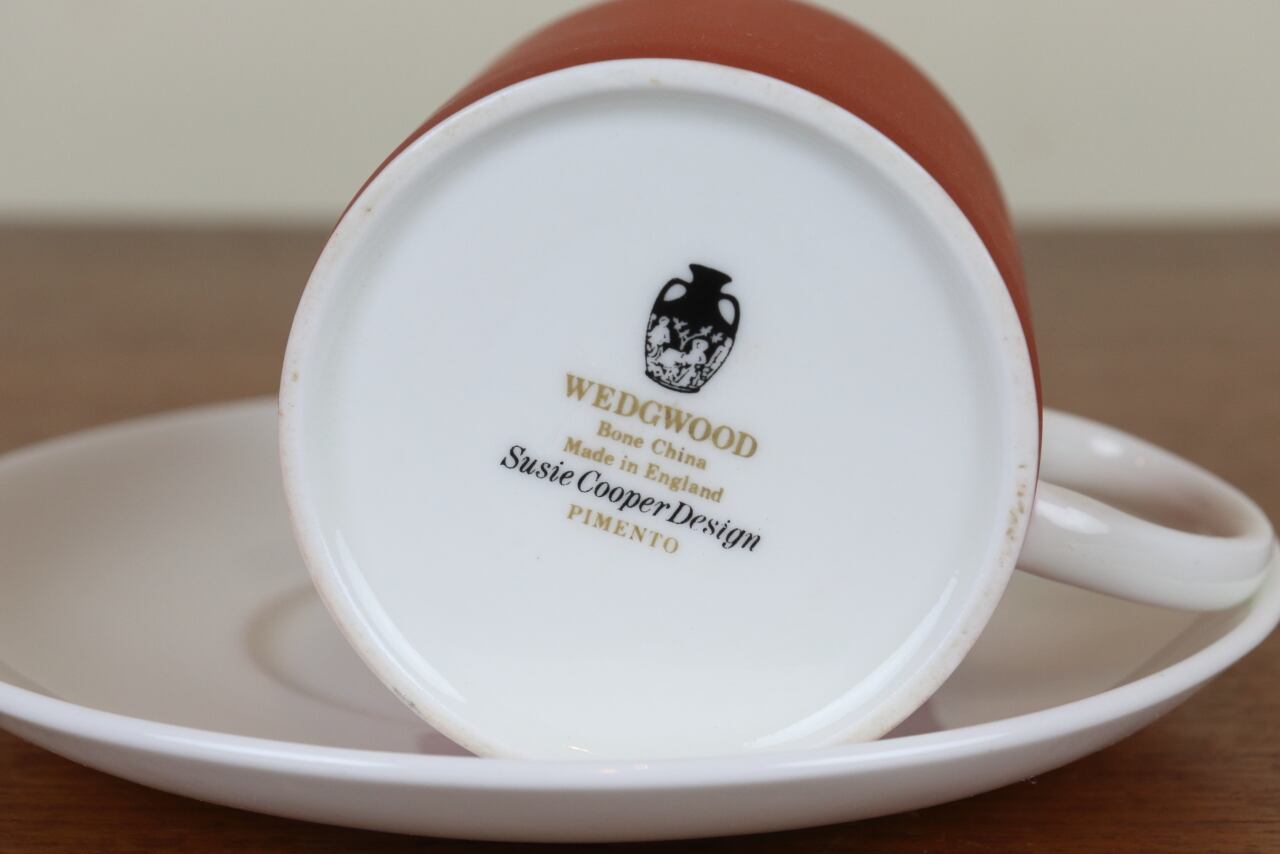 WEDGWOOD
Bone China
Made in England
Susie Cooper Design
PIMENTO